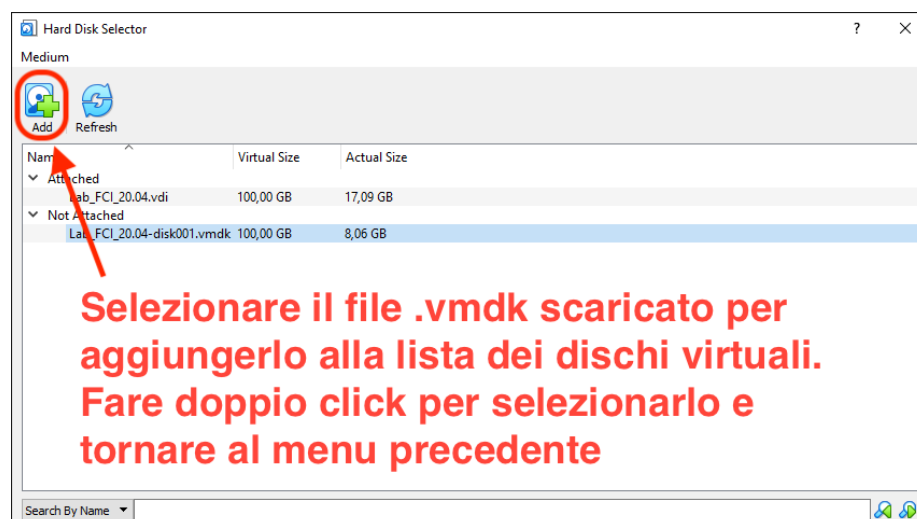 Hard Disk Selector
Medium
Add Refresh
Name Virtual Size Actual Size
Attached
Lab_FCI_20.04.vdi 100,00 GB 17,09 GB
Not Attached
Lab_FCI_20.04-disk001.vmdk 100,00 GB 8,06 GB
Selezionare il file .vmdk scaricato per
aggiungerlo alla lista dei dischi virtuali.
Fare doppio click per selezionarlo e
tornare al menu precedente
Search By Name